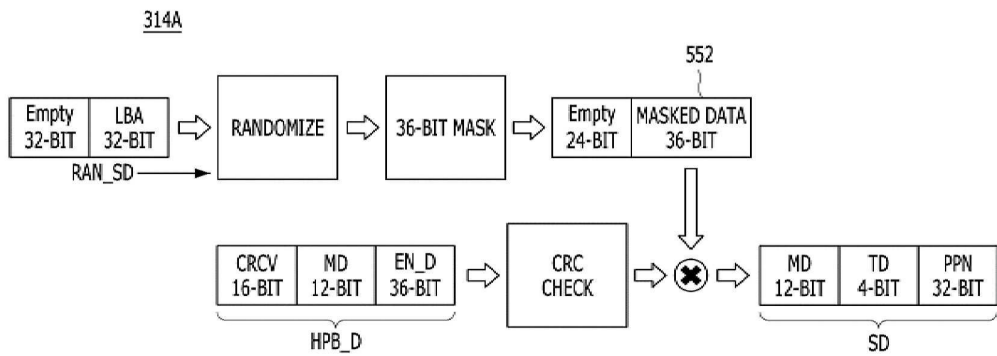 314A
552
Empty
32-BIT
LBA
32-BIT
RANDOMIZE
36-BIT MASK
Empty
24-BIT
MASKED DATA
36-BIT
RAN_SD
CRCV
16-BIT
MD
12-BIT
EN_D
36-BIT
CRC
CHECK
MD
12-BIT
TD
4-BIT
PPN
32-BIT
HPB_D
SD